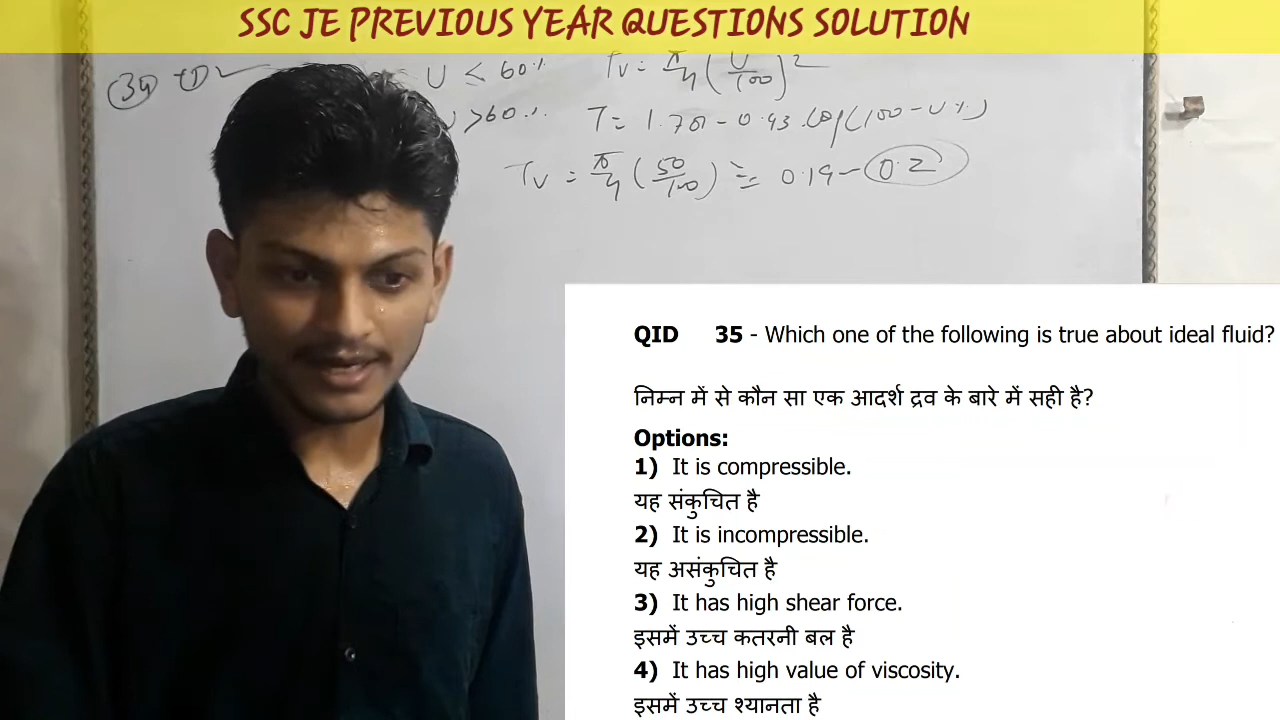 SSC JE PREVIOUS YEAR QUESTIONS SOLUTION
34 U ≤ 60% Tv = π/4 (U/100)²
>60% T = 1.781 - 0.93 log(100-U%)
Tv = π/4 (50/100) = 0.19-0.2
QID 35 - Which one of the following is true about ideal fluid?
निम्न में से कौन सा एक आदर्श द्रव के बारे में सही है?
Options:
1) It is compressible.
यह संकुचित है
2) It is incompressible.
यह असंकुचित है
3) It has high shear force.
इसमें उच्च कतरनी बल है
4) It has high value of viscosity.
इसमें उच्च श्यानता है